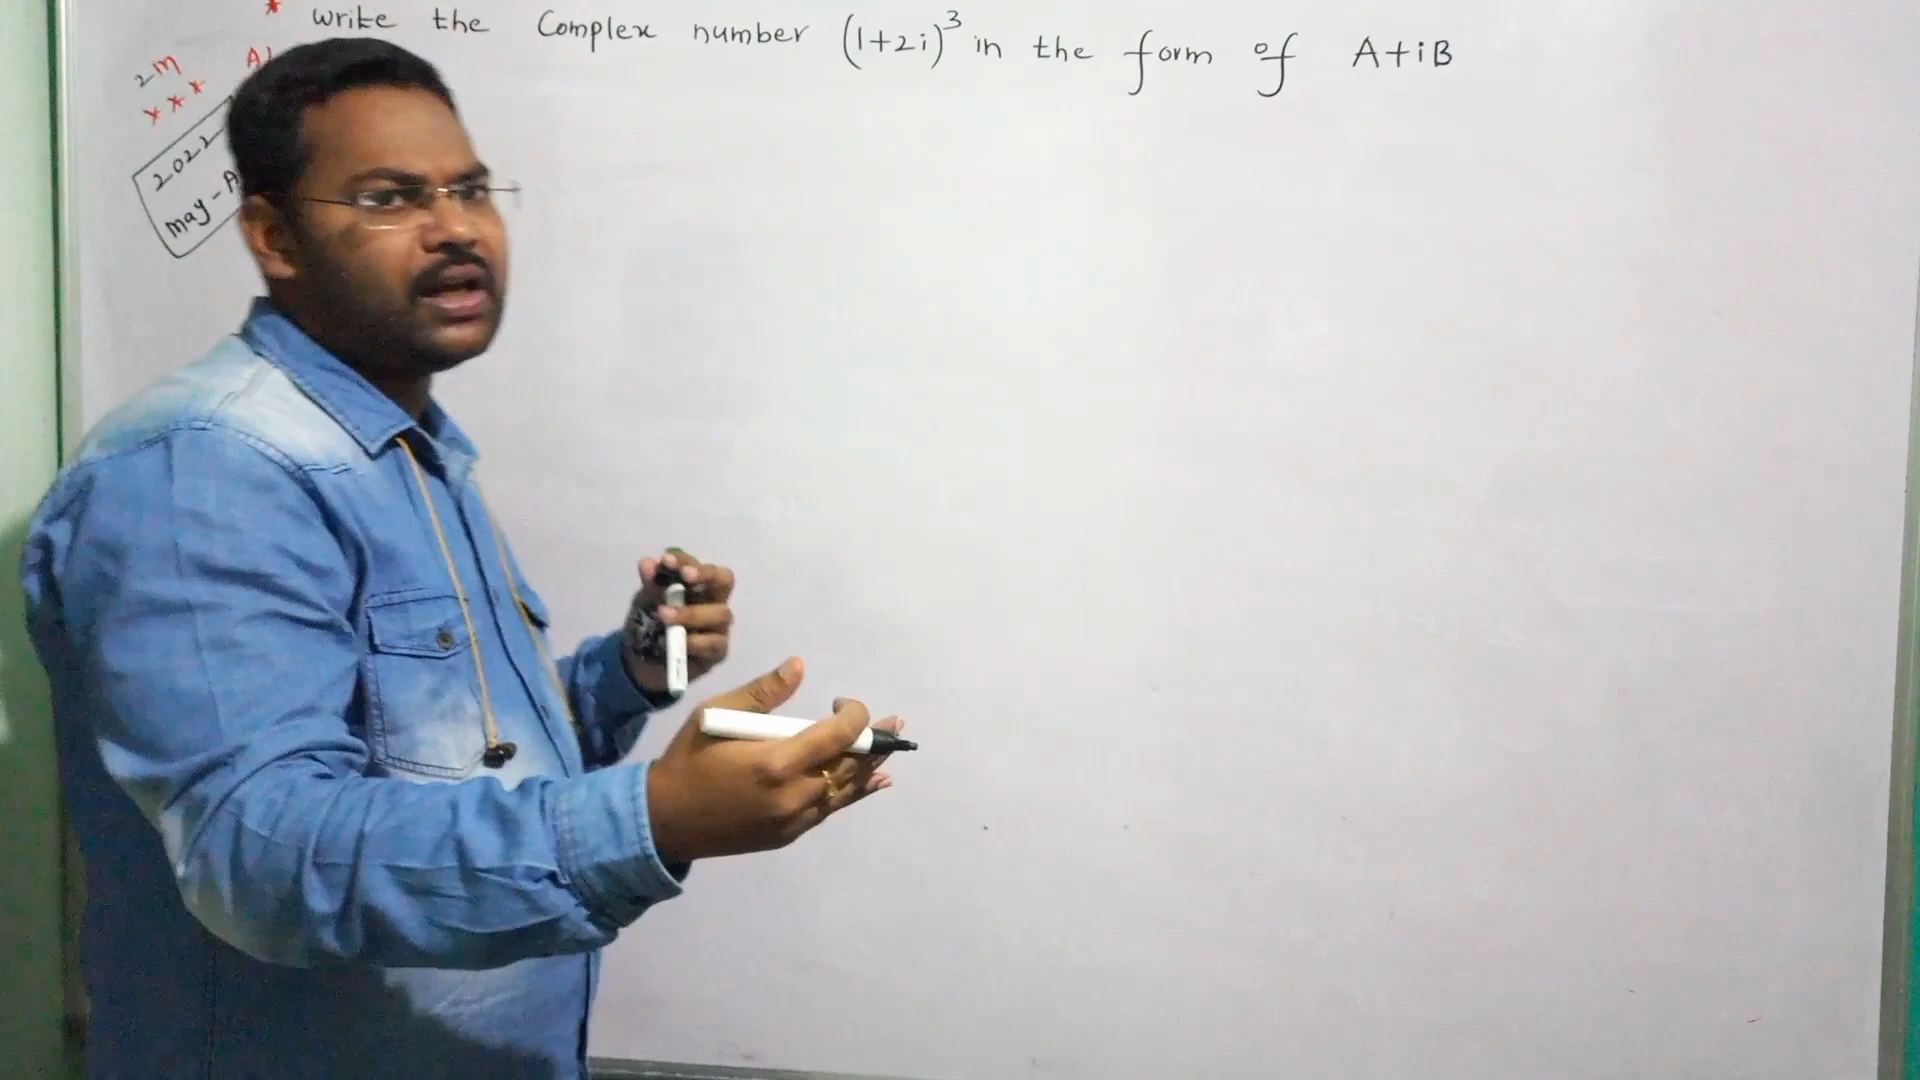 * write the Complex number (1+2i)³ in the form of A+iB
2m
***
2022
may - A